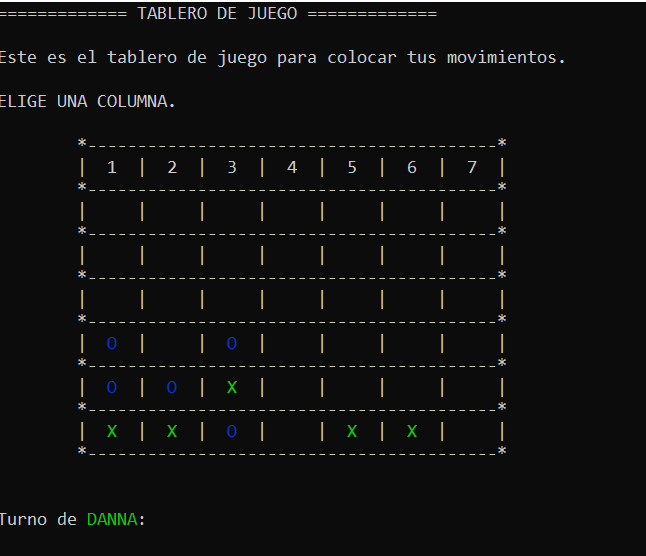 ============= TABLERO DE JUEGO =============
Este es el tablero de juego para colocar tus movimientos.
ELIGE UNA COLUMNA.
*-----------------------------------------*
|  1  |  2  |  3  |  4  |  5  |  6  |  7  |
*-----------------------------------------*
|     |     |     |     |     |     |     |
*-----------------------------------------*
|     |     |     |     |     |     |     |
*-----------------------------------------*
|     |     |     |     |     |     |     |
*-----------------------------------------*
|  O  |     |  O  |     |     |     |     |
*-----------------------------------------*
|  O  |  O  |  X  |     |     |     |     |
*-----------------------------------------*
|  X  |  X  |  O  |     |  X  |  X  |     |
*-----------------------------------------*
Turno de DANNA: